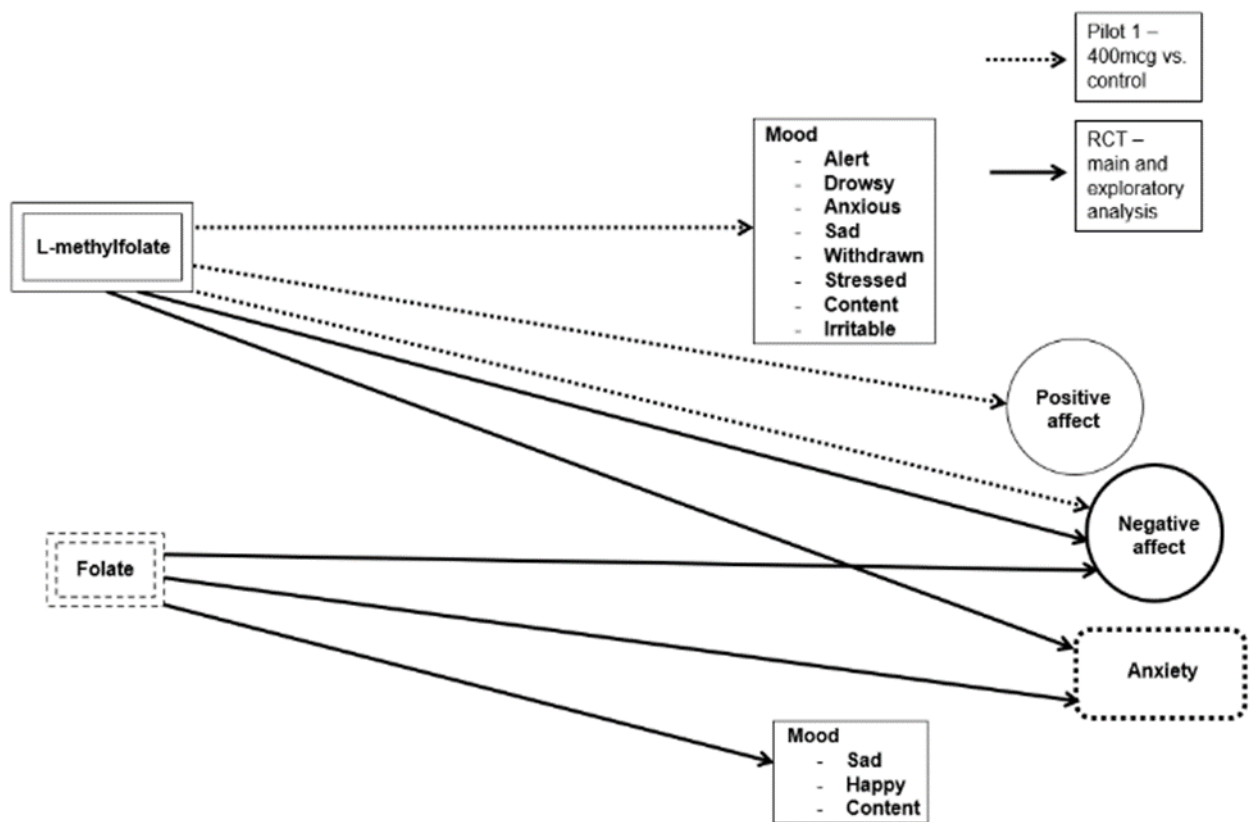 Pilot 1 –
400mcg vs.
control
RCT –
main and
exploratory
analysis
Mood
- Alert
- Drowsy
- Anxious
- Sad
- Withdrawn
- Stressed
- Content
- Irritable
L-methylfolate
Positive
affect
Negative
affect
Folate
Anxiety
Mood
- Sad
- Happy
- Content